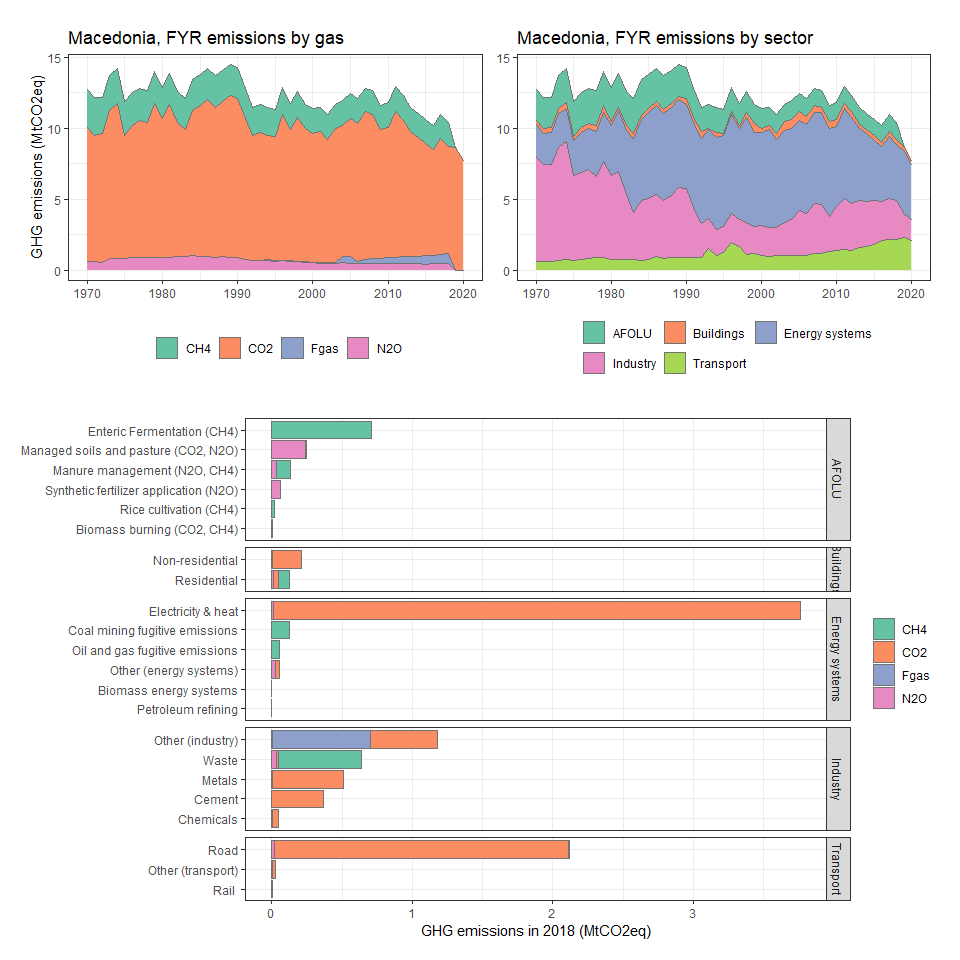 Macedonia, FYR emissions by gas
GHG emissions (MtCO2eq)
15
10
5
0
1970
1980
1990
2000
2010
2020
CH4
CO2
Fgas
N2O
Macedonia, FYR emissions by sector
15
10
5
0
1970
1980
1990
2000
2010
2020
AFOLU
Buildings
Energy systems
Industry
Transport
Enteric Fermentation (CH4)
Managed soils and pasture (CO2, N2O)
Manure management (N2O, CH4)
Synthetic fertilizer application (N2O)
Rice cultivation (CH4)
Biomass burning (CO2, CH4)
AFOLU
Non-residential
Residential
Buildings
Electricity & heat
Coal mining fugitive emissions
Oil and gas fugitive emissions
Other (energy systems)
Biomass energy systems
Petroleum refining
Energy systems
Other (industry)
Waste
Metals
Cement
Chemicals
Industry
Road
Other (transport)
Rail
Transport
0
1
2
3
GHG emissions in 2018 (MtCO2eq)
CH4
CO2
Fgas
N2O